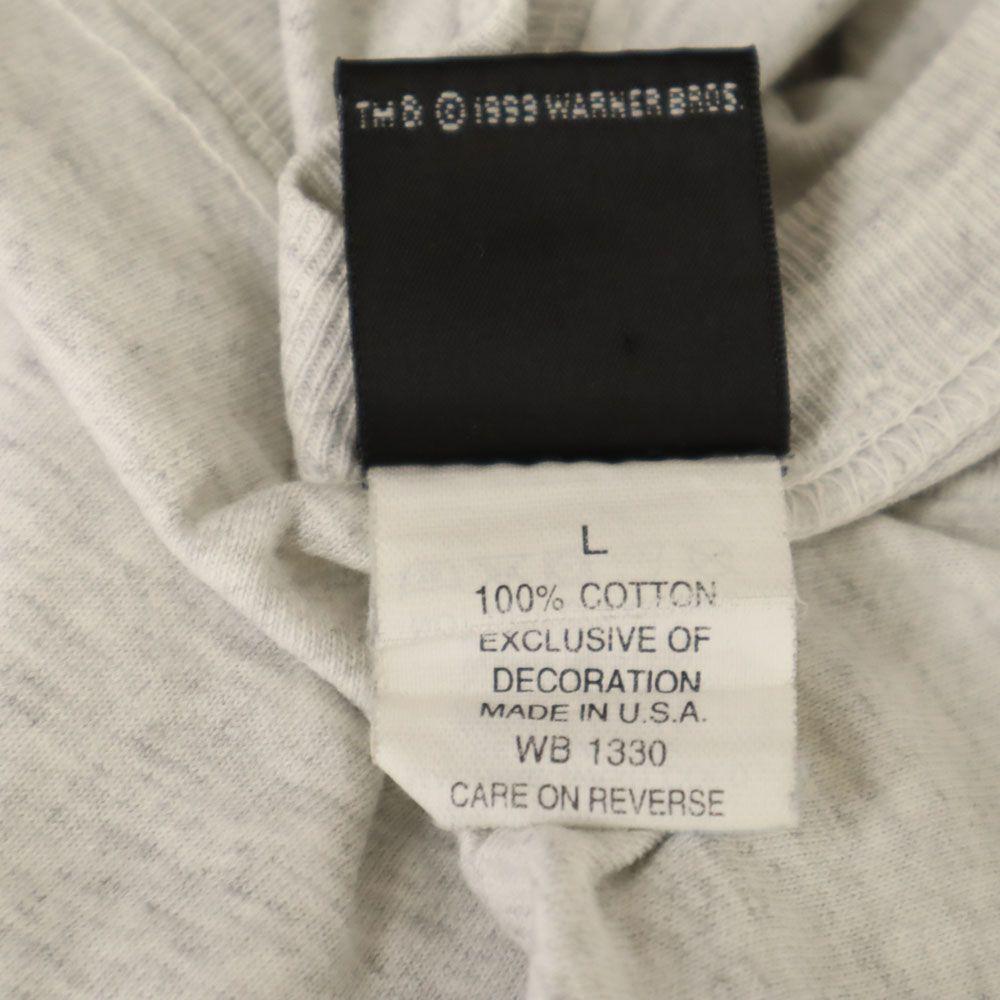 TM & © 1993 WARNER BROS.
L
100% COTTON
EXCLUSIVE OF
DECORATION
MADE IN U.S.A.
WB 1330
CARE ON REVERSE